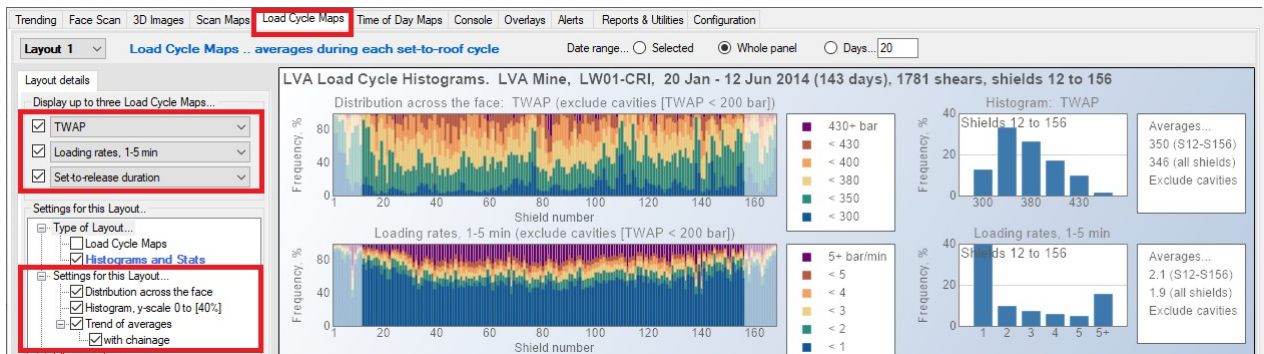 Trending Face Scan 3D Images Scan Maps Load Cycle Maps Time of Day Maps Console Overlays Alerts Reports & Utilities Configuration
Layout 1 Load Cycle Maps .. averages during each set-to-roof cycle Date range... Selected Whole panel Days... 20
Layout details
Display up to three Load Cycle Maps...
TWAP
Loading rates, 1-5 min
Set-to-release duration
Settings for this Layout..
Type of Layout...
Load Cycle Maps
Histograms and Stats
Settings for this Layout...
Distribution across the face
Histogram, y-scale 0 to [40%]
Trend of averages
with chainage
LVA Load Cycle Histograms. LVA Mine, LW01-CRI, 20 Jan - 12 Jun 2014 (143 days), 1781 shears, shields 12 to 156
Distribution across the face: TWAP (exclude cavities [TWAP < 200 bar])
Frequency, %
80
40
0
1 20 40 60 80 100 120 140 160
Shield number
430+ bar
< 430
< 400
< 380
< 350
< 300
Histogram: TWAP
Shields 12 to 156
Frequency, %
40
20
0
300 380 430
Averages...
350 (S12-S156)
346 (all shields)
Exclude cavities
Loading rates, 1-5 min (exclude cavities [TWAP < 200 bar])
Frequency, %
80
40
0
1 20 40 60 80 100 120 140 160
Shield number
5+ bar/min
< 5
< 4
< 3
< 2
< 1
Loading rates, 1-5 min
Shields 12 to 156
Frequency, %
40
20
0
1 2 3 4 5 5+
Averages...
2.1 (S12-S156)
1.9 (all shields)
Exclude cavities